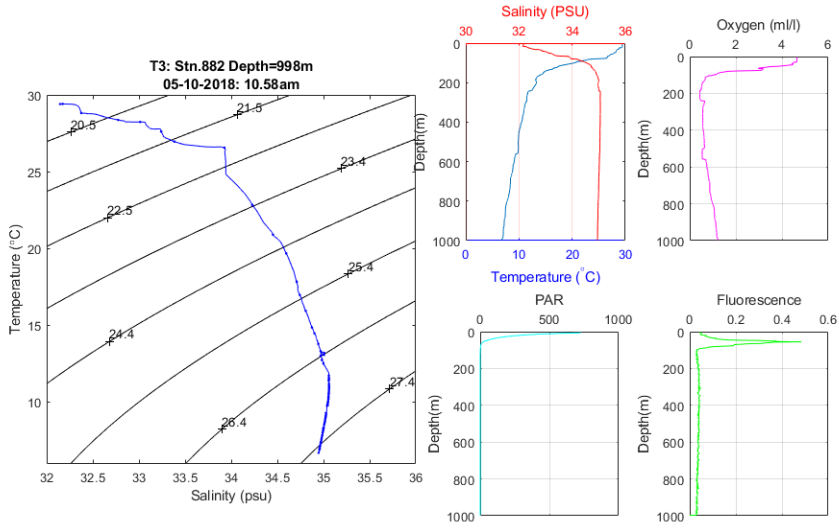 T3: Stn.882 Depth=998m
05-10-2018: 10.58am
30
25
20
15
10
Temperature (°C)
20.5
21.5
22.5
23.4
24.4
25.4
26.4
27.4
32 32.5 33 33.5 34 34.5 35 35.5 36
Salinity (psu)
Salinity (PSU)
30 32 34 36
0
200
400
600
800
1000
Depth(m)
0 10 20 30
Temperature (°C)
Oxygen (ml/l)
0 2 4 6
0
200
400
600
800
1000
Depth(m)
PAR
0 500 1000
0
200
400
600
800
1000
Depth(m)
Fluorescence
0 0.2 0.4 0.6
0
200
400
600
800
1000
Depth(m)